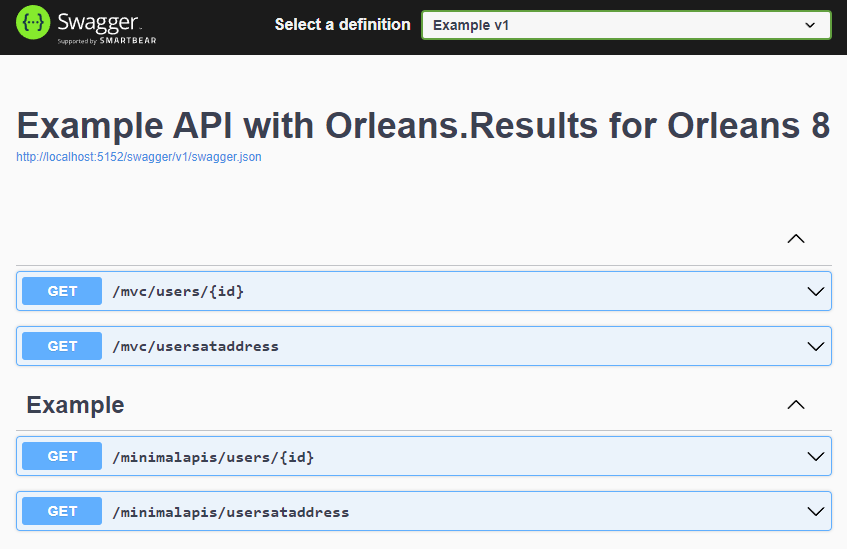 Swagger
Supported by SMARTBEAR
Select a definition
Example v1
Example API with Orleans.Results for Orleans 8
http://localhost:5152/swagger/v1/swagger.json
GET /mvc/users/{id}
GET /mvc/usersataddress
Example
GET /minimalapis/users/{id}
GET /minimalapis/usersataddress